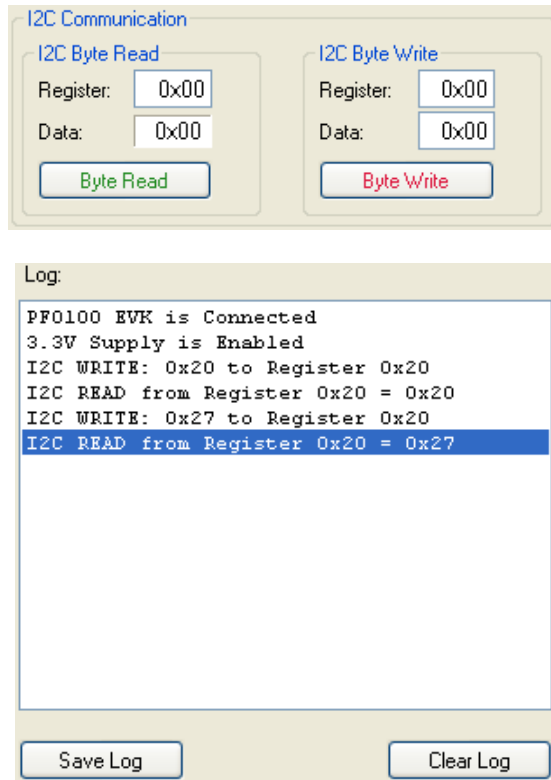 I2C Communication
I2C Byte Read
Register: 0x00
Data: 0x00
Byte Read
I2C Byte Write
Register: 0x00
Data: 0x00
Byte Write
Log:
PF0100 EVK is Connected
3.3V Supply is Enabled
I2C WRITE: 0x20 to Register 0x20
I2C READ from Register 0x20 = 0x20
I2C WRITE: 0x27 to Register 0x20
I2C READ from Register 0x20 = 0x27
Save Log
Clear Log